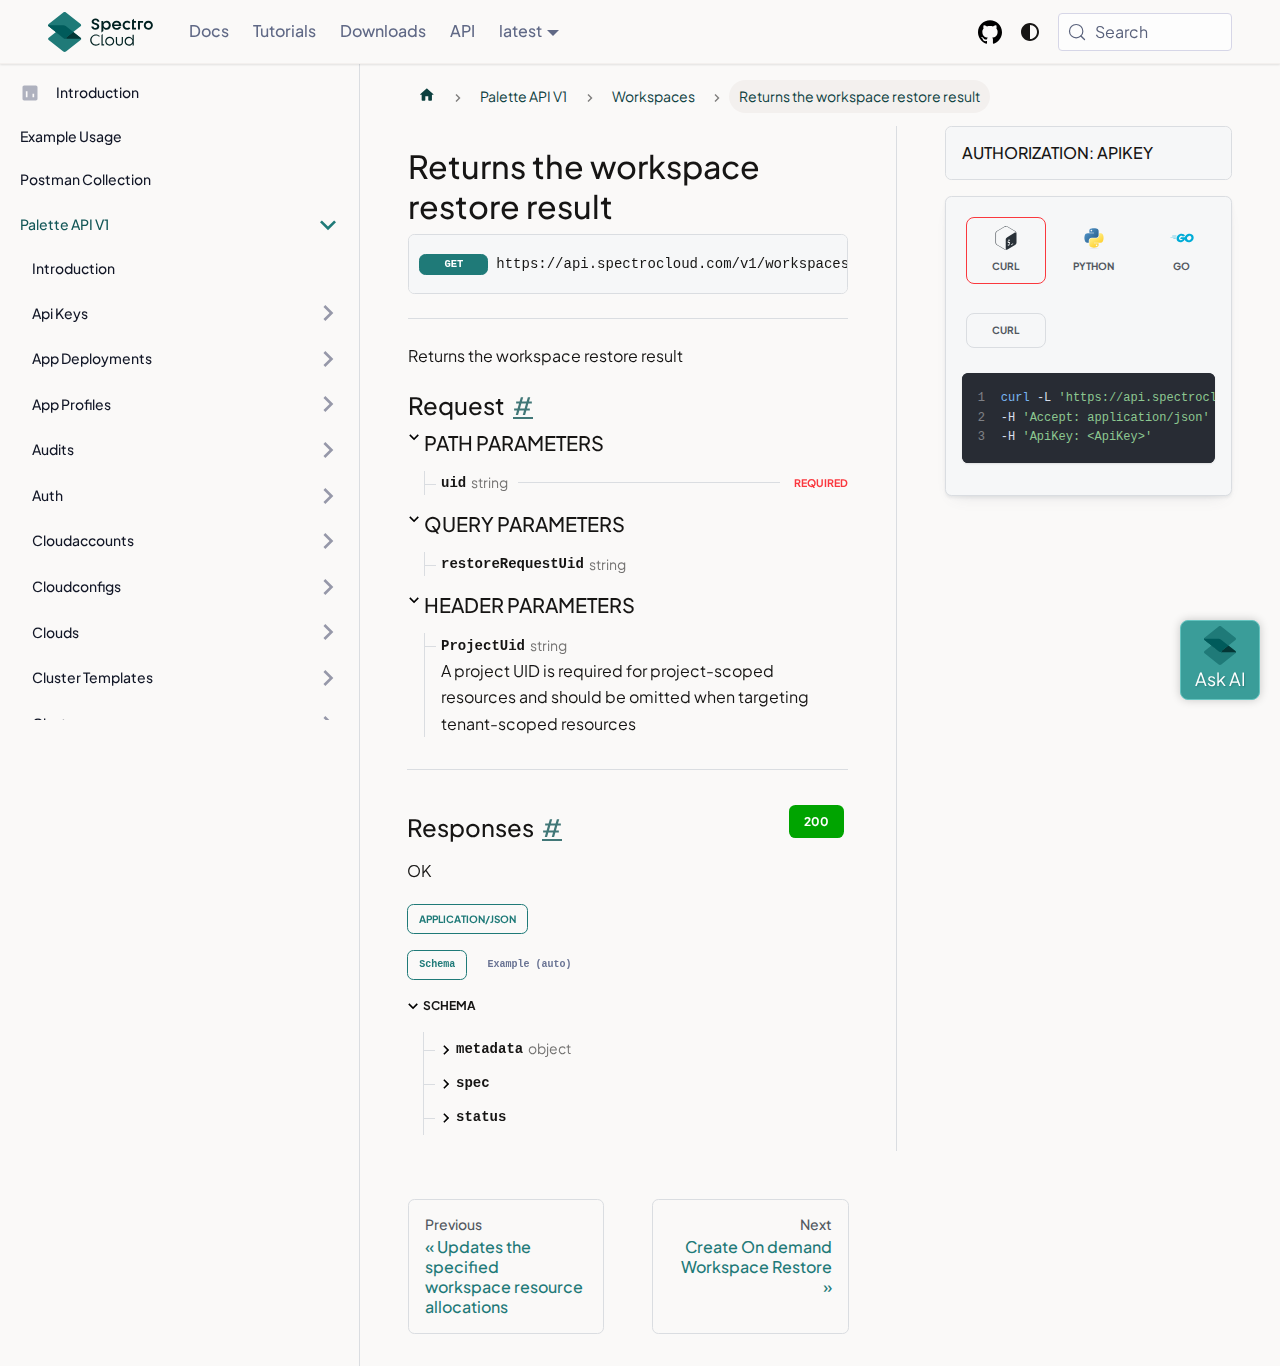 Spectro Cloud
Docs
Tutorials
Downloads
API
latest
Search
Introduction
Example Usage
Postman Collection
Palette API V1
Introduction
Api Keys
App Deployments
App Profiles
Audits
Auth
Cloudaccounts
Cloudconfigs
Clouds
Cluster Templates
Palette API V1
Workspaces
Returns the workspace restore result
Returns the workspace
restore result
GET
https://api.spectrocloud.com/v1/workspaces
Returns the workspace restore result
Request #
PATH PARAMETERS
uid string
REQUIRED
QUERY PARAMETERS
restoreRequestUid string
HEADER PARAMETERS
ProjectUid string
A project UID is required for project-scoped
resources and should be omitted when targeting
tenant-scoped resources
Responses #
200
OK
APPLICATION/JSON
Schema
Example (auto)
SCHEMA
metadata object
spec
status
Previous
« Updates the
specified
workspace resource
allocations
Next
Create On demand
Workspace Restore
»
AUTHORIZATION: APIKEY
CURL
PYTHON
GO
CURL
1 curl -L 'https://api.spectrocl
2 -H 'Accept: application/json'
3 -H 'ApiKey: <ApiKey>'
Ask AI